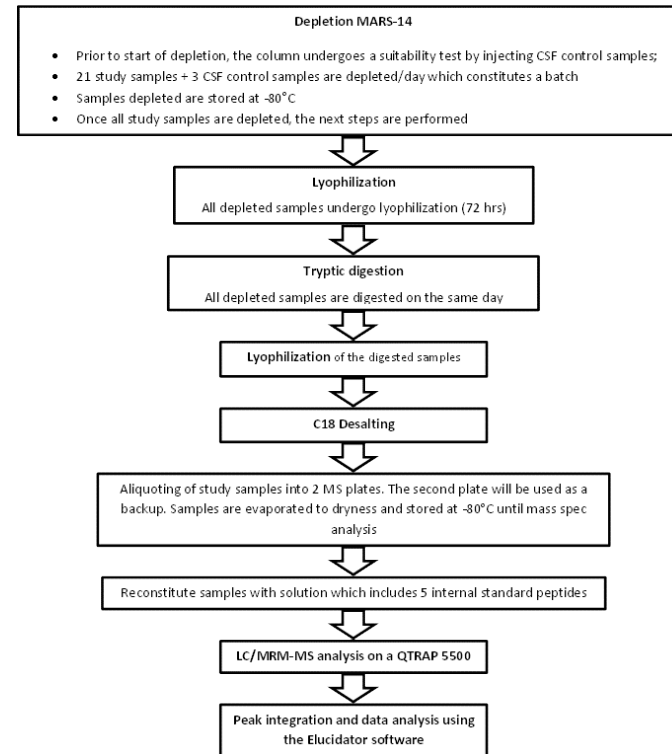 Depletion MARS-14
• Prior to start of depletion, the column undergoes a suitability test by injecting CSF control samples;
• 21 study samples + 3 CSF control samples are depleted/day which constitutes a batch
• Samples depleted are stored at -80°C
• Once all study samples are depleted, the next steps are performed
Lyophilization
All depleted samples undergo lyophilization (72 hrs)
Tryptic digestion
All depleted samples are digested on the same day
Lyophilization of the digested samples
C18 Desalting
Aliquoting of study samples into 2 MS plates. The second plate will be used as a
backup. Samples are evaporated to dryness and stored at -80°C until mass spec
analysis
Reconstitute samples with solution which includes 5 internal standard peptides
LC/MRM-MS analysis on a QTRAP 5500
Peak integration and data analysis using
the Elucidator software